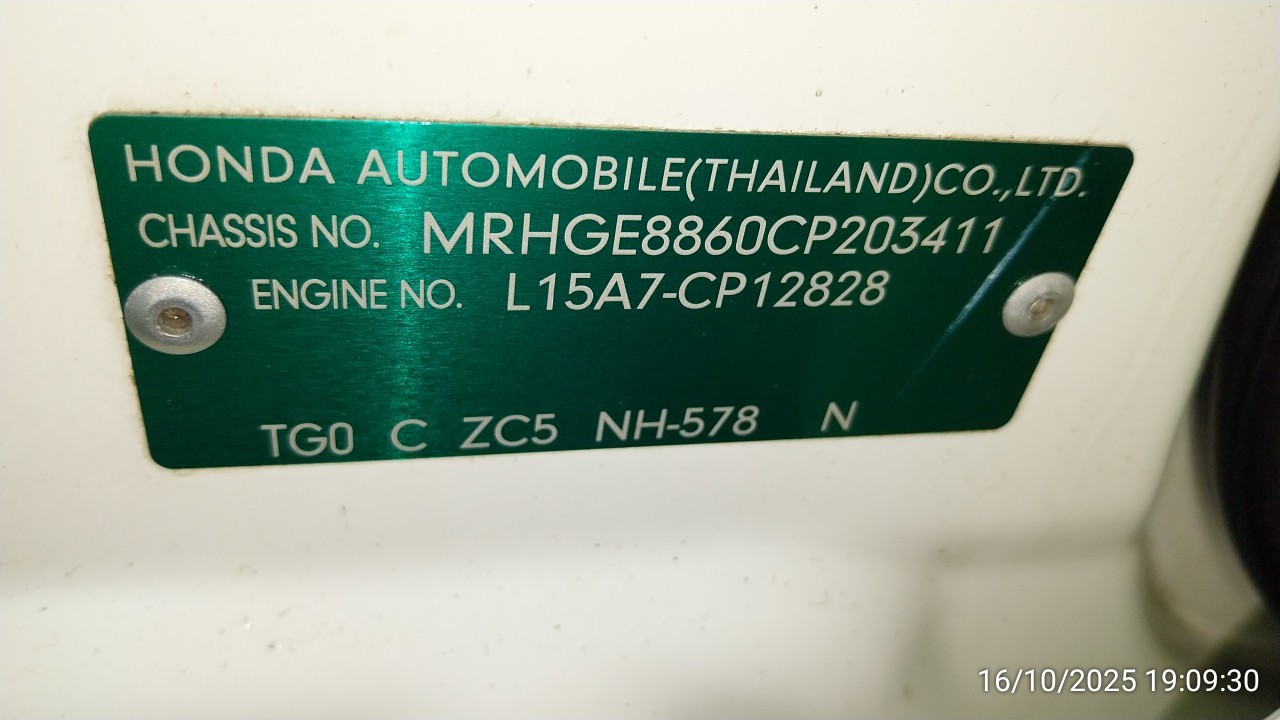 HONDA AUTOMOBILE(THAILAND)CO.,LTD.
CHASSIS NO. MRHGE8860CP203411
ENGINE NO. L15A7-CP12828
TG0 C ZC5 NH-578 N
16/10/2025 19:09:30